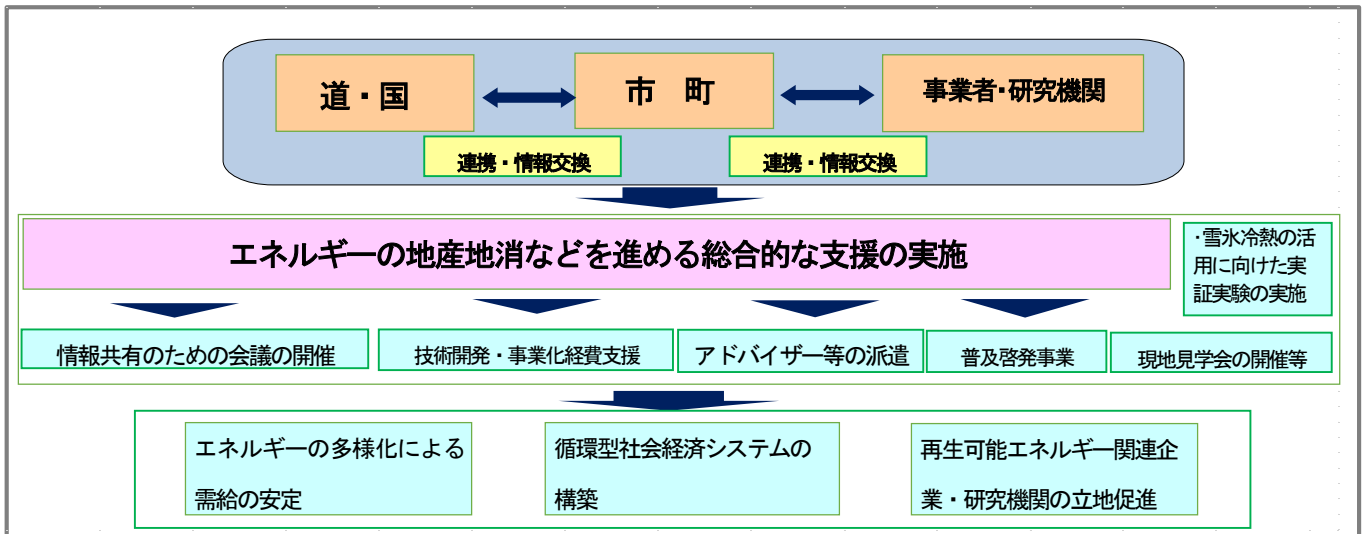 道・国
市　町
事業者・研究機関
連携・情報交換
連携・情報交換
エネルギーの地産地消などを進める総合的な支援の実施
・雪氷冷熱の活
用に向けた実
証実験の実施
情報共有のための会議の開催
技術開発・事業化経費支援
アドバイザー等の派遣
普及啓発事業
現地見学会の開催等
エネルギーの多様化による
需給の安定
循環型社会経済システムの
構築
再生可能エネルギー関連企
業・研究機関の立地促進